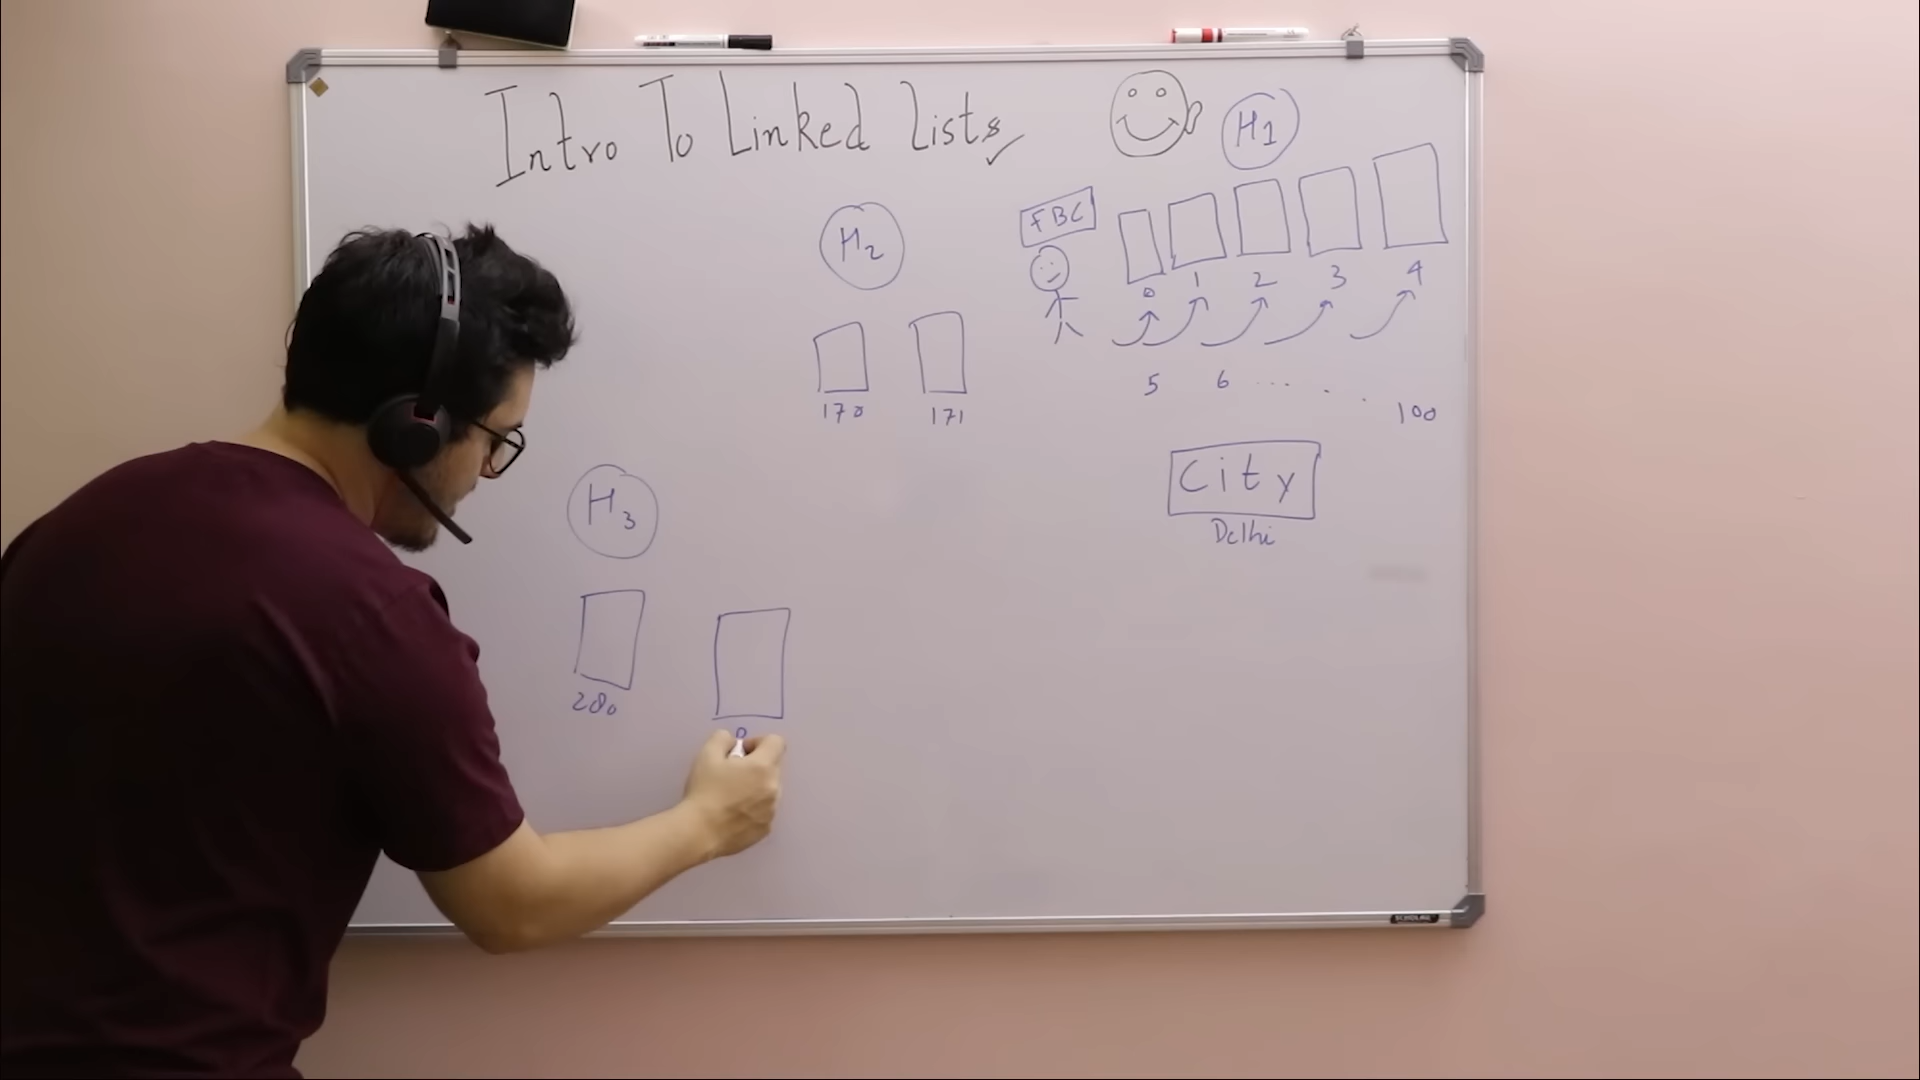 Intro To Linked Lists
H1
FBC
H2
0 1 2 3 4
5 6 .... . . 100
170 171
City
Delhi
H3
280
0